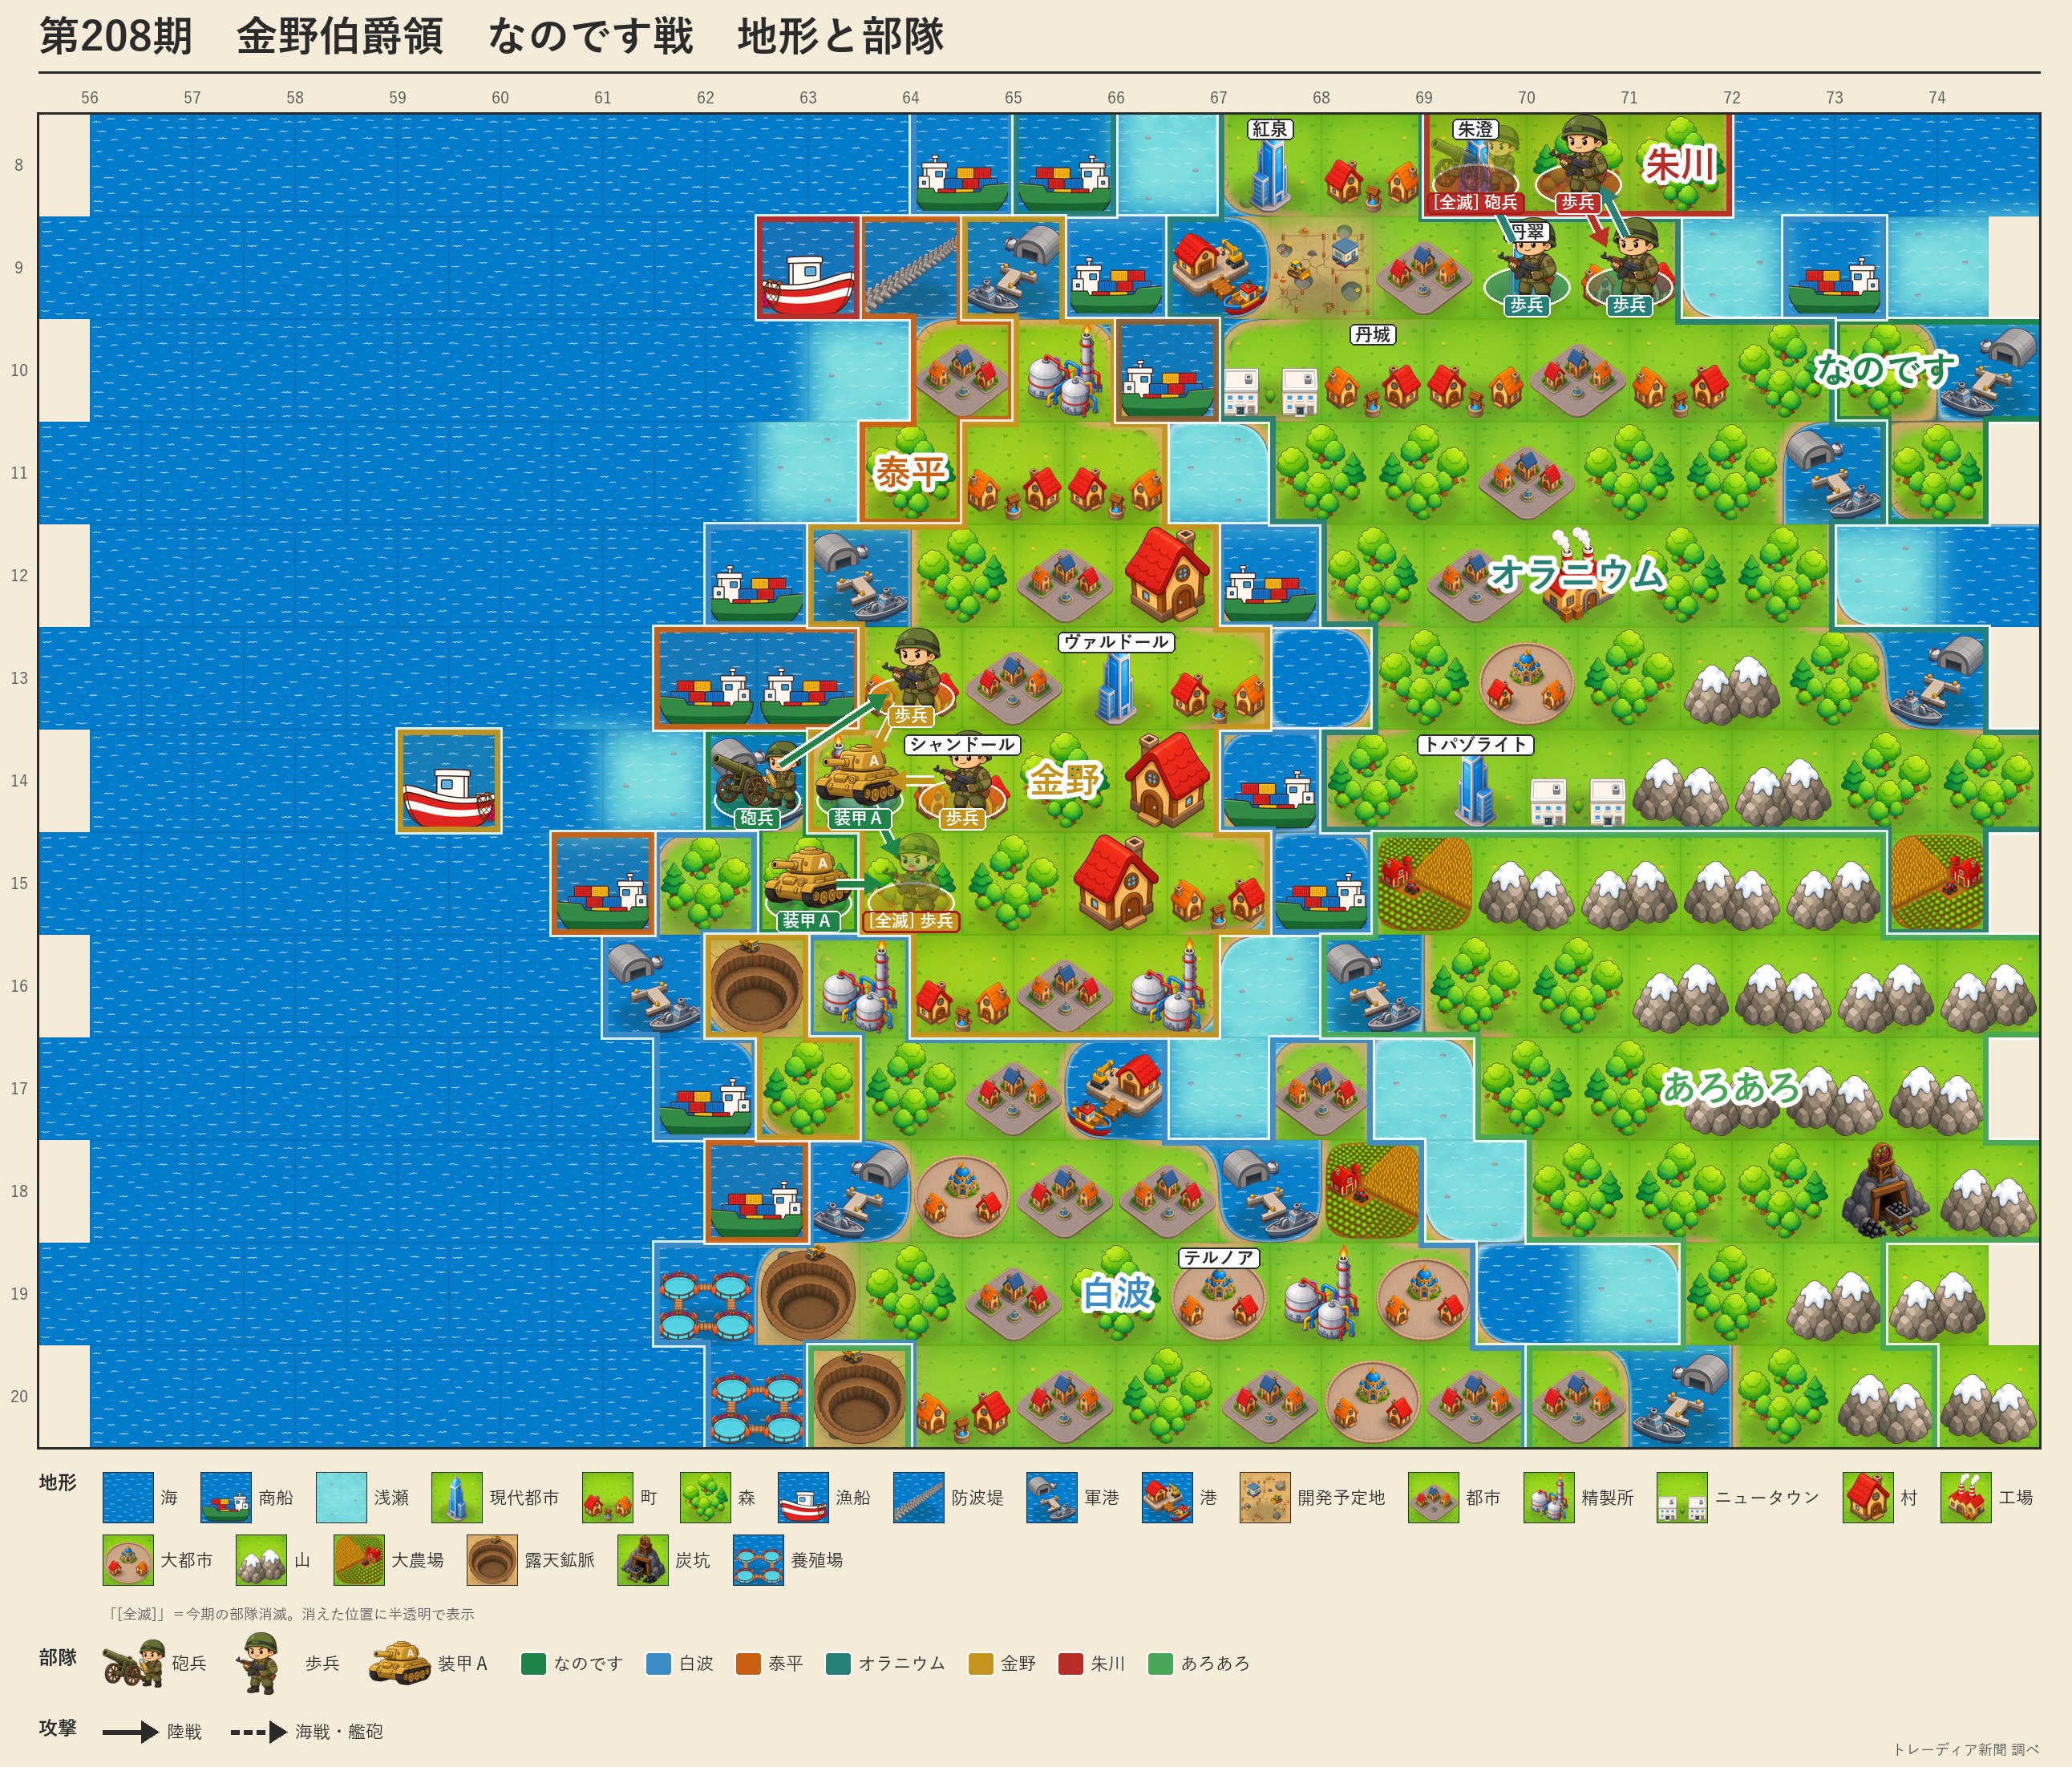 第208期　金野伯爵領　なのです戦　地形と部隊
56 57 58 59 60 61 62 63 64 65 66 67 68 69 70 71 72 73 74
8
紅泉 朱澄
朱川
[全滅] 砲兵 歩兵
9
丹翠
歩兵 歩兵
10
丹城
なのです
11
泰平
12
オラニウム
13
ヴァルドール
歩兵
14
シャンドール トパゾライト
金野
砲兵 装甲A 歩兵
15
装甲A [全滅] 歩兵
16
17
あろあろ
18
19
テルノア
白波
20
地形 海 商船 浅瀬 現代都市 町 森 漁船 防波堤 軍港 港 開発予定地 都市 精製所 ニュータウン 村 工場
大都市 山 大農場 露天鉱脈 炭坑 養殖場
「[全滅]」＝今期の部隊消滅。消えた位置に半透明で表示
部隊 砲兵 歩兵 装甲A なのです 白波 泰平 オラニウム 金野 朱川 あろあろ
攻撃 陸戦 海戦・艦砲
トレーディア新聞 調べ